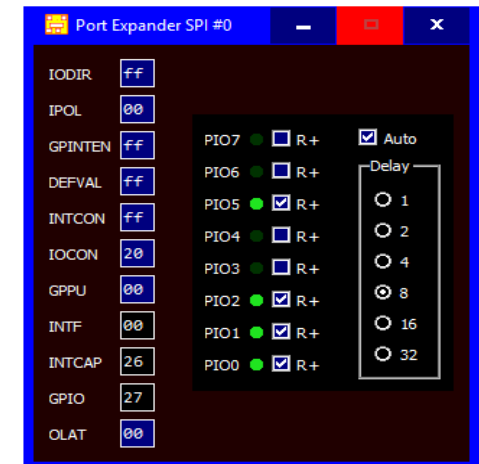 Port Expander SPI #0
IODIR ff
IPOL 00
GPINTEN ff
DEFVAL ff
INTCON ff
IOCON 20
GPPU 00
INTF 00
INTCAP 26
GPIO 27
OLAT 00
PIO7 R+
PIO6 R+
PIO5 R+
PIO4 R+
PIO3 R+
PIO2 R+
PIO1 R+
PIO0 R+
Auto
Delay
1
2
4
8
16
32